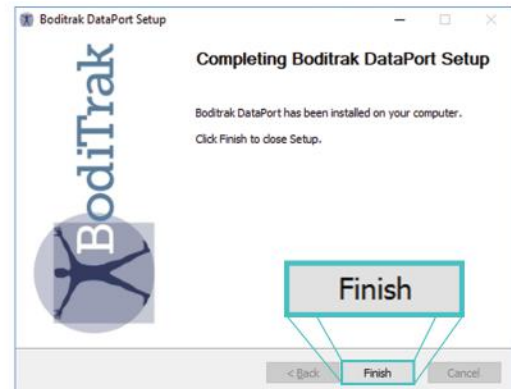 Boditrak DataPort Setup
BodiTrak
Completing Boditrak DataPort Setup
Boditrak DataPort has been installed on your computer.
Click Finish to close Setup.
Finish
< Back Finish Cancel